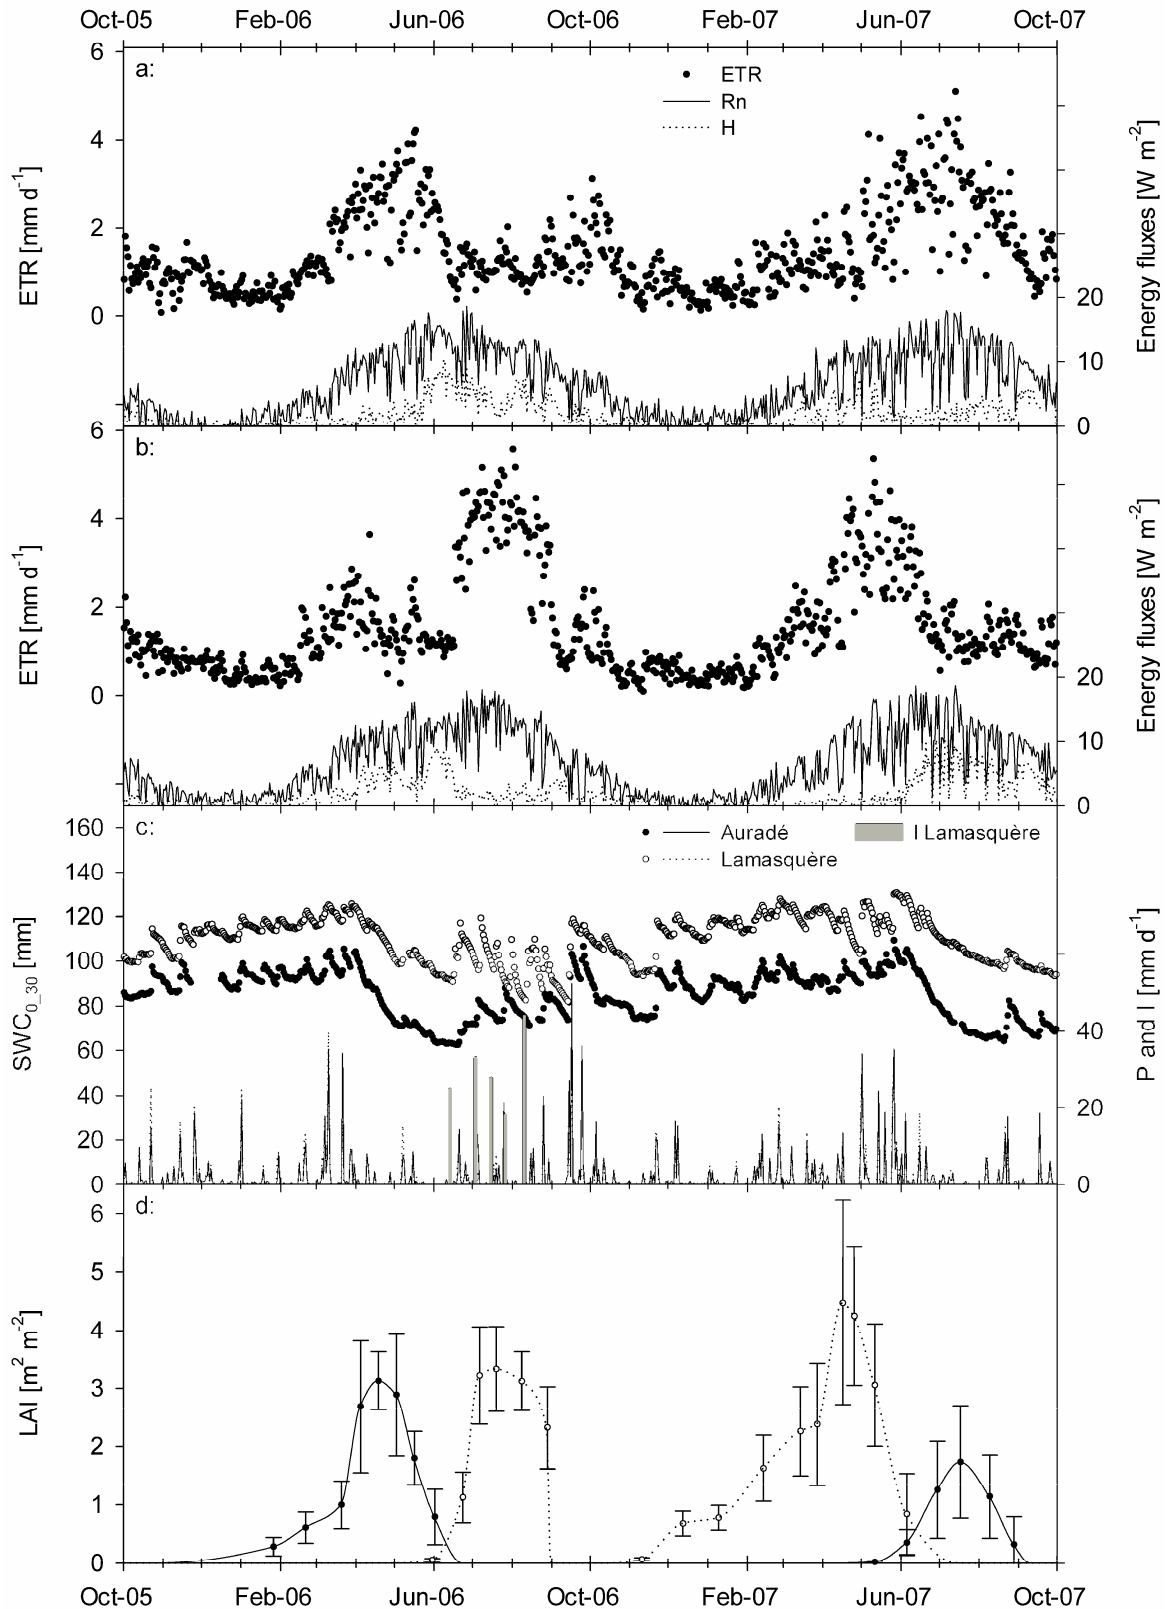 Oct-05 Feb-06 Jun-06 Oct-06 Feb-07 Jun-07 Oct-07
a:
ETR
Rn
H
6
4
2
0
ETR [mm d-1]
20
10
0
Energy fluxes [W m-2]
b:
6
4
2
0
ETR [mm d-1]
20
10
0
Energy fluxes [W m-2]
c:
Auradé
Lamasquère
I Lamasquère
160
140
120
100
80
60
40
20
0
SWC0_30 [mm]
40
20
0
P and I [mm d-1]
d:
6
5
4
3
2
1
0
LAI [m2 m-2]
Oct-05 Feb-06 Jun-06 Oct-06 Feb-07 Jun-07 Oct-07